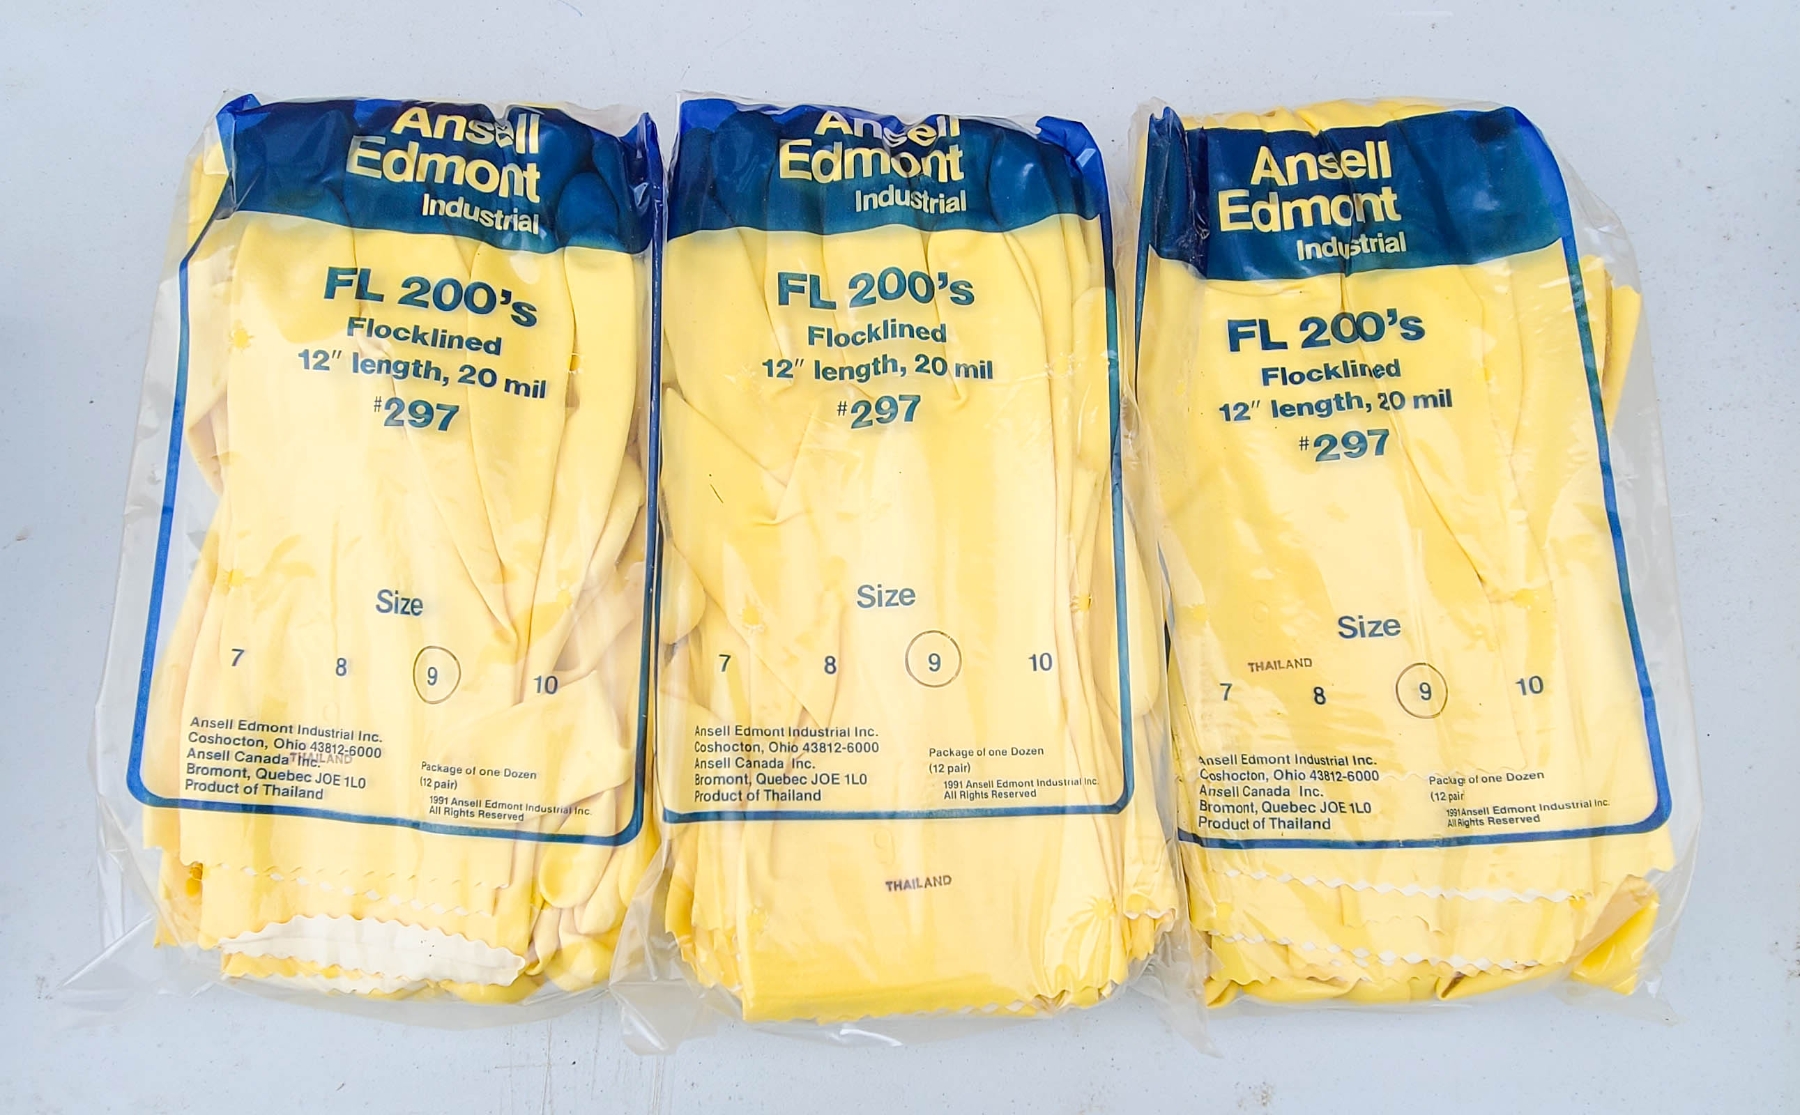 Ansell
Edmont
Industrial
FL 200's
Flocklined
12" length, 20 mil
#297
Size
7 8 9 10
Ansell Edmont Industrial Inc.
Coshocton, Ohio 43812-6000
Ansell Canada Inc.
Bromont, Quebec JOE 1L0
Product of Thailand
THAILAND
Package of one Dozen
(12 pair)
1991 Ansell Edmont Industrial Inc.
All Rights Reserved
Ansell
Edmont
Industrial
FL 200's
Flocklined
12" length, 20 mil
#297
Size
7 8 9 10
Ansell Edmont Industrial Inc.
Coshocton, Ohio 43812-6000
Ansell Canada Inc.
Bromont, Quebec JOE 1L0
Product of Thailand
Package of one Dozen
(12 pair)
1991 Ansell Edmont Industrial Inc.
All Rights Reserved
THAILAND
Ansell
Edmont
Industrial
FL 200's
Flocklined
12" length, 20 mil
#297
Size
THAILAND
7 8 9 10
Ansell Edmont Industrial Inc.
Coshocton, Ohio 43812-6000
Ansell Canada Inc.
Bromont, Quebec JOE 1L0
Product of Thailand
Package of one Dozen
(12 pair
1991 Ansell Edmont Industrial Inc.
All Rights Reserved